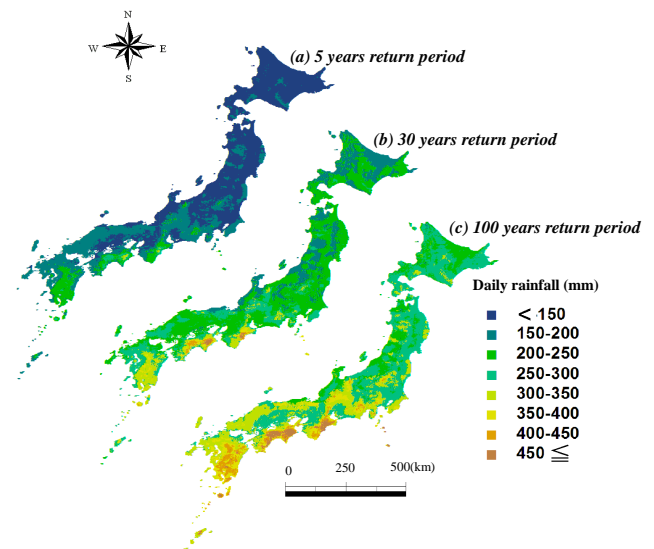 N
W E
S
(a) 5 years return period
(b) 30 years return period
(c) 100 years return period
Daily rainfall (mm)
< 150
150-200
200-250
250-300
300-350
350-400
400-450
450 ≦
0 250 500(km)